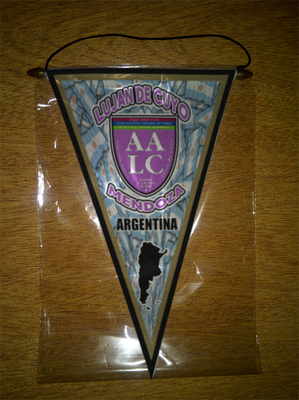 LUJAN DE CUYO
AA
LC
MENDOZA
ARGENTINA